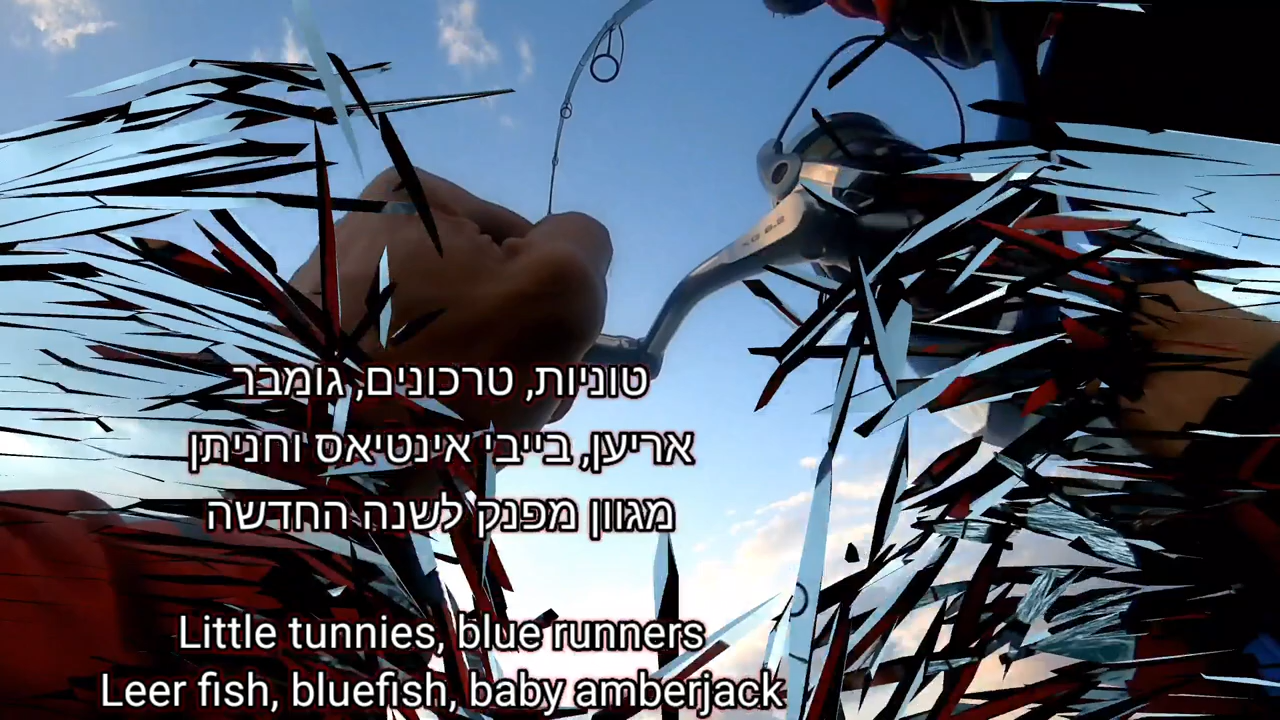 טוניות, טרכונים, גומבר
אריען, בייבי אינטיאס וחניתן
מגוון מפנק לשנה החדשה
Little tunnies, blue runners
Leer fish, bluefish, baby amberjack